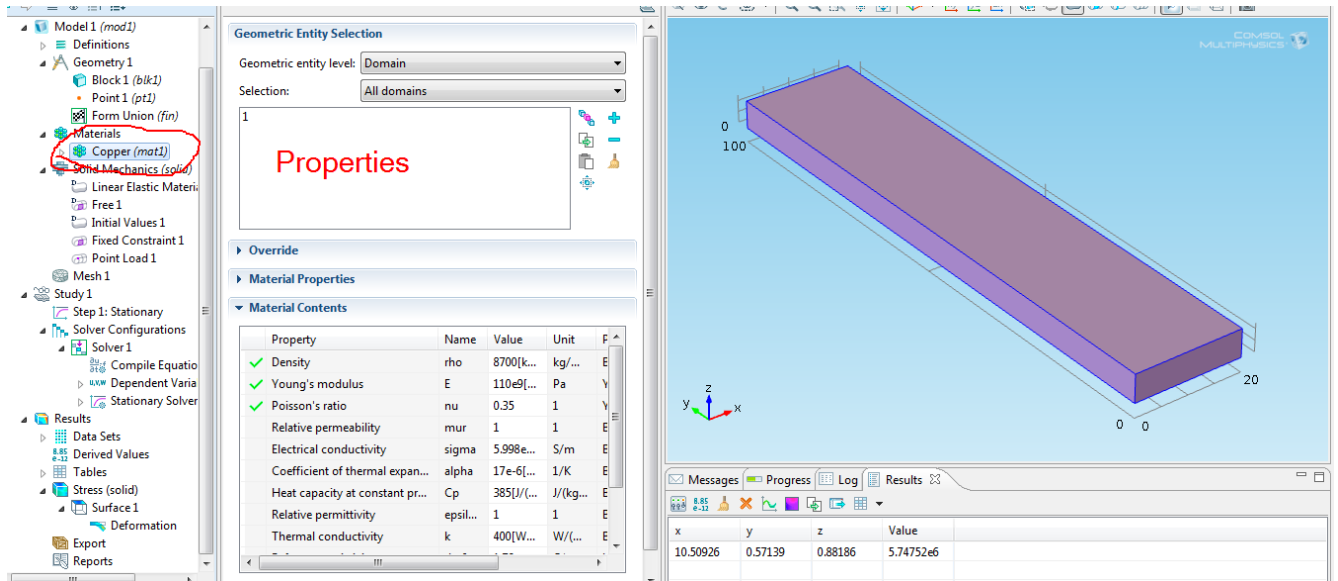 Model 1 (mod1)
Definitions
Geometry 1
Block 1 (blk1)
Point 1 (pt1)
Form Union (fin)
Materials
Copper (mat1)
Solid Mechanics (solid)
Linear Elastic Materi
Free 1
Initial Values 1
Fixed Constraint 1
Point Load 1
Mesh 1
Study 1
Step 1: Stationary
Solver Configurations
Solver 1
Compile Equatio
Dependent Varia
Stationary Solver
Results
Data Sets
Derived Values
Tables
Stress (solid)
Surface 1
Deformation
Export
Reports
Geometric Entity Selection
Geometric entity level: Domain
Selection: All domains
1
Properties
Override
Material Properties
Material Contents
Property Name Value Unit
Density rho 8700[k... kg/...
Young's modulus E 110e9[... Pa
Poisson's ratio nu 0.35 1
Relative permeability mur 1 1
Electrical conductivity sigma 5.998e... S/m
Coefficient of thermal expan... alpha 17e-6[... 1/K
Heat capacity at constant pr... Cp 385[J/(... J/(kg...
Relative permittivity epsil... 1 1
Thermal conductivity k 400[W... W/(...
COMSOL
MULTIPHYSICS
0
100
20
0 0
z
y x
Messages Progress Log Results
8.85
e-12
x y z Value
10.50926 0.57139 0.88186 5.74752e6